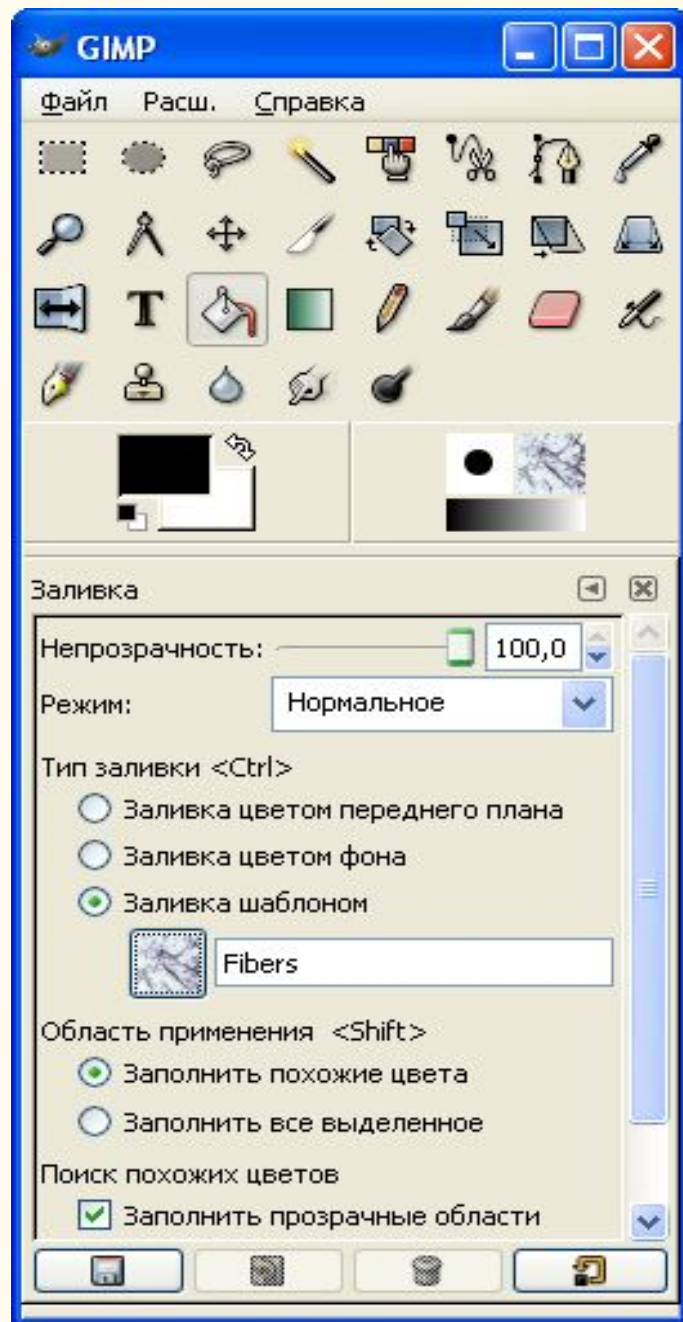 GIMP
Файл Расш. Справка
Заливка
Непрозрачность: 100,0
Режим: Нормальное
Тип заливки <Ctrl>
Заливка цветом переднего плана
Заливка цветом фона
Заливка шаблоном
Fibers
Область применения <Shift>
Заполнить похожие цвета
Заполнить все выделенное
Поиск похожих цветов
Заполнить прозрачные области